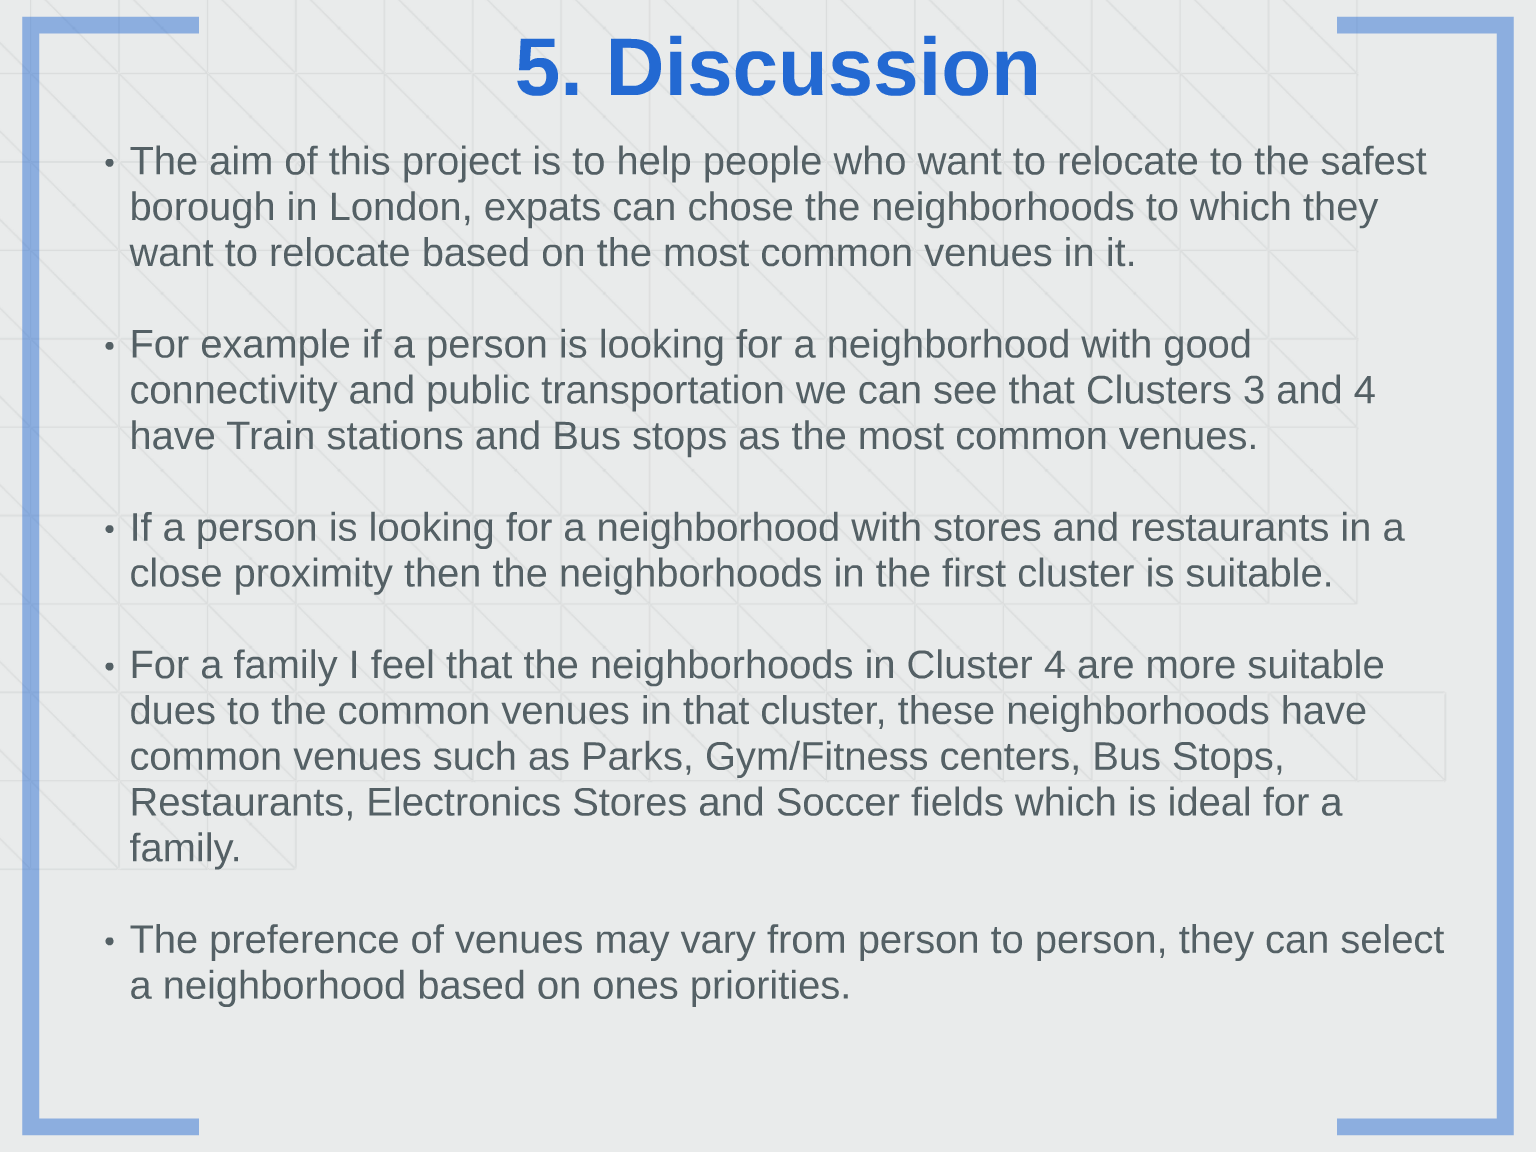 5. Discussion
• The aim of this project is to help people who want to relocate to the safest
borough in London, expats can chose the neighborhoods to which they
want to relocate based on the most common venues in it.
• For example if a person is looking for a neighborhood with good
connectivity and public transportation we can see that Clusters 3 and 4
have Train stations and Bus stops as the most common venues.
• If a person is looking for a neighborhood with stores and restaurants in a
close proximity then the neighborhoods in the first cluster is suitable.
• For a family I feel that the neighborhoods in Cluster 4 are more suitable
dues to the common venues in that cluster, these neighborhoods have
common venues such as Parks, Gym/Fitness centers, Bus Stops,
Restaurants, Electronics Stores and Soccer fields which is ideal for a
family.
• The preference of venues may vary from person to person, they can select
a neighborhood based on ones priorities.